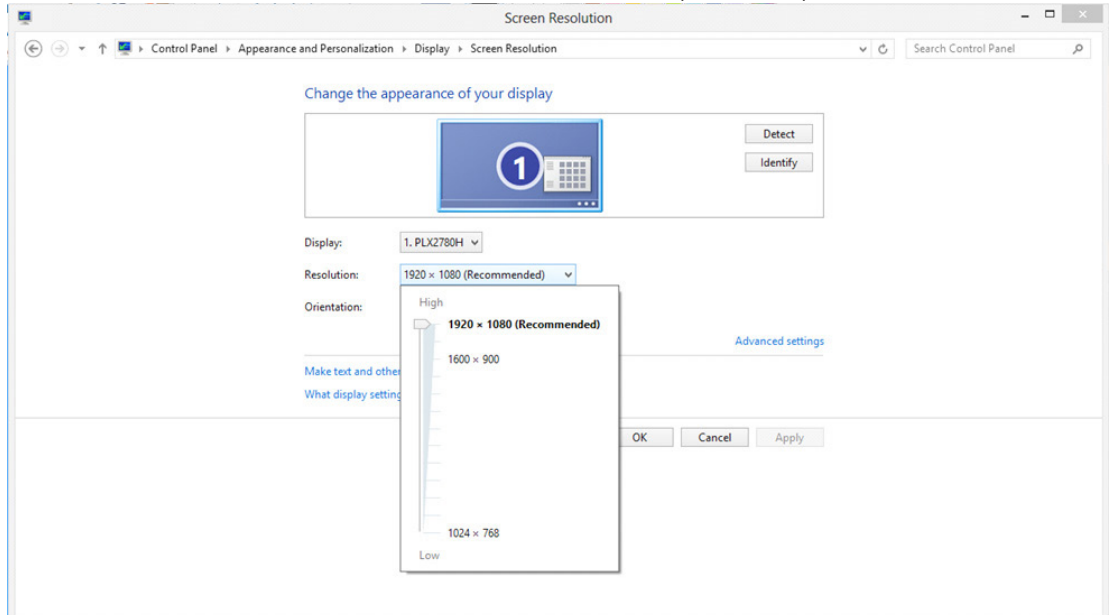 Screen Resolution
Control Panel Appearance and Personalization Display Screen Resolution
Search Control Panel
Change the appearance of your display
1
Detect
Identify
Display: 1. PLX2780H
Resolution: 1920 × 1080 (Recommended)
Orientation:
High
1920 × 1080 (Recommended)
1600 × 900
1024 × 768
Low
Advanced settings
Make text and other
What display setting
OK Cancel Apply